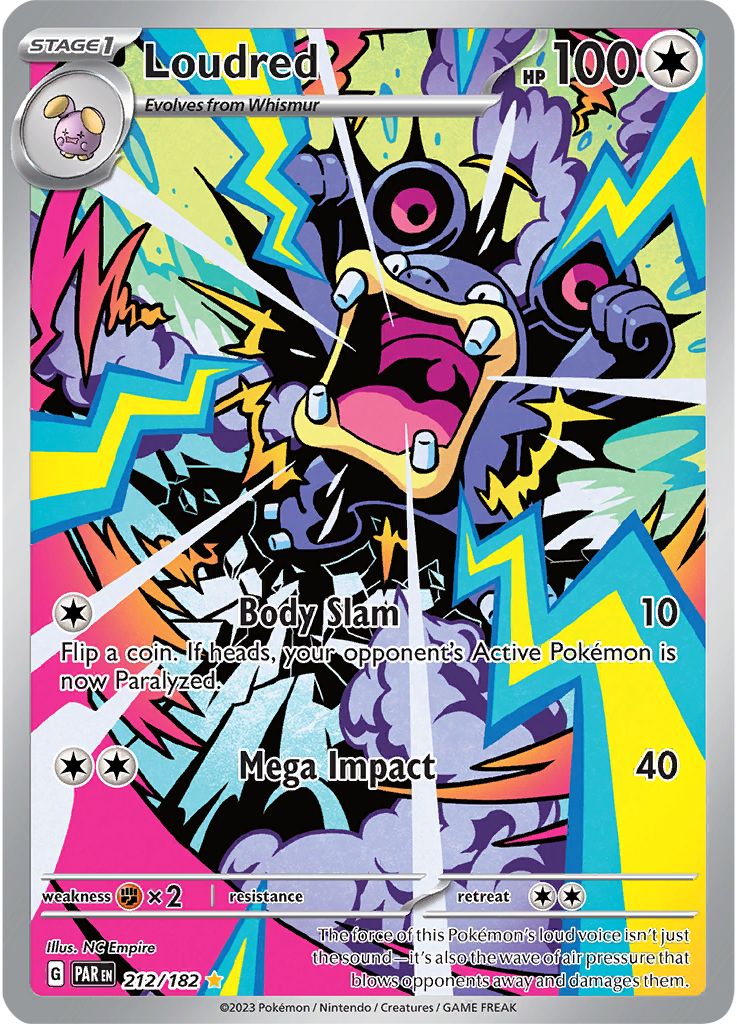 STAGE1
Loudred
HP 100
Evolves from Whismur
Body Slam 10
Flip a coin. If heads, your opponent's Active Pokémon is
now Paralyzed.
Mega Impact 40
weakness ×2 resistance retreat
Illus. NC Empire
The force of this Pokémon's loud voice isn't just
the sound—it's also the wave of air pressure that
blows opponents away and damages them.
G PAR EN 212/182
©2023 Pokémon / Nintendo / Creatures / GAME FREAK